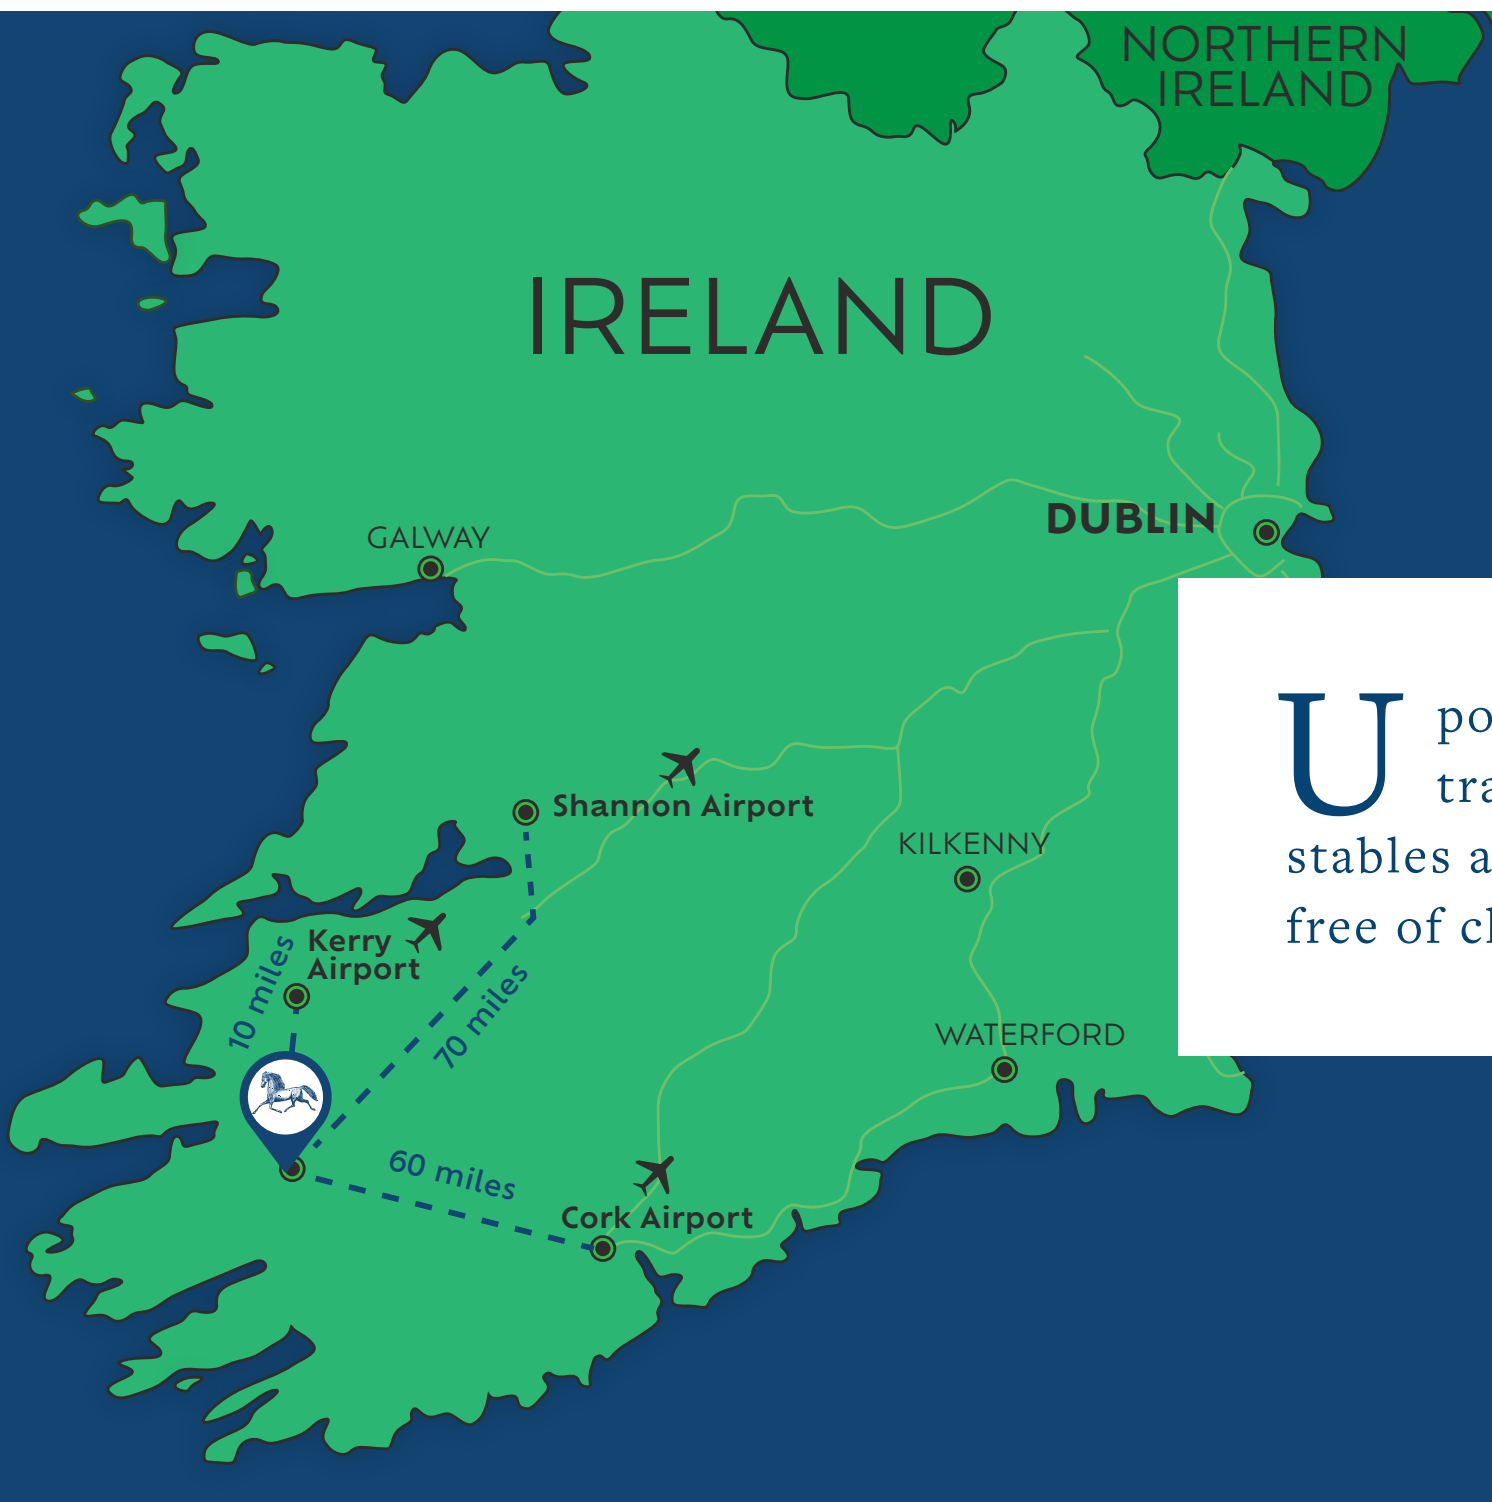 NORTHERN
IRELAND
IRELAND
GALWAY
DUBLIN
Shannon Airport
KILKENNY
Kerry
Airport
10 miles
70 miles
WATERFORD
60 miles
Cork Airport
U
stables
free of